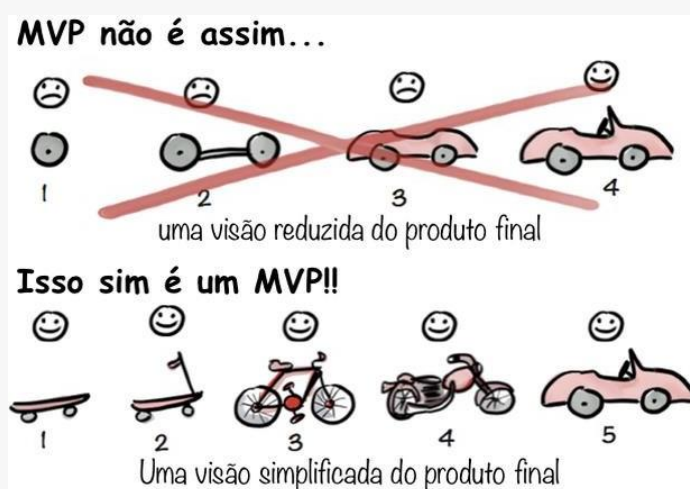 MVP não é assim...
1 2 3 4
uma visão reduzida do produto final
Isso sim é um MVP!!
1 2 3 4 5
Uma visão simplificada do produto final